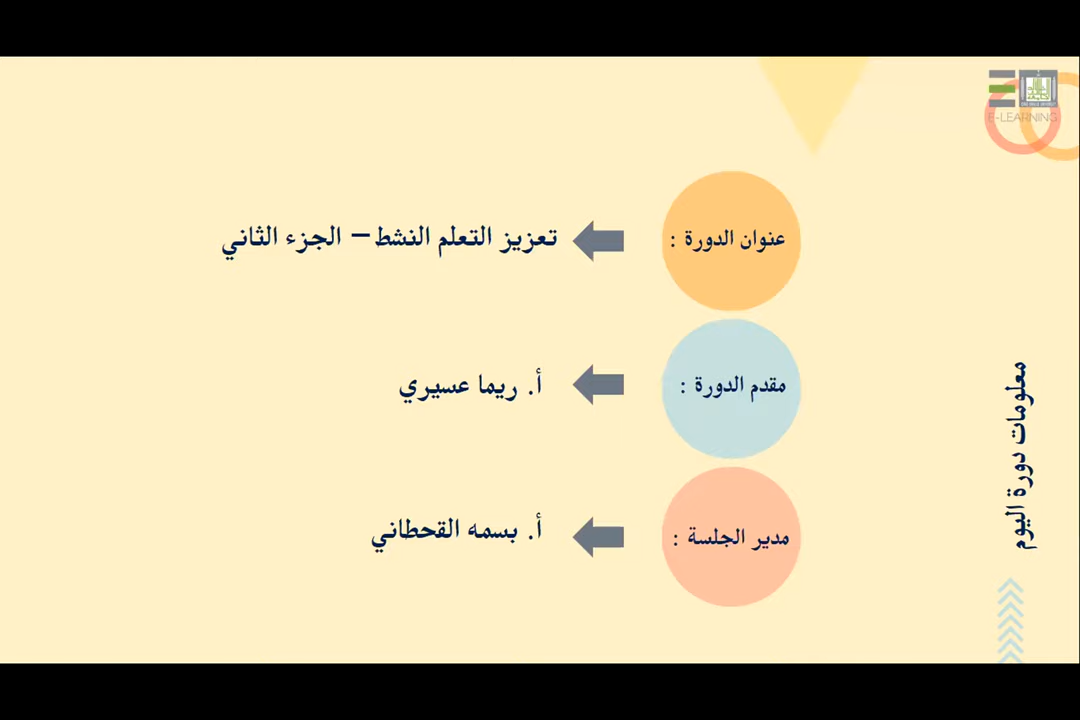 E-LEARNING
عنوان الدورة :
تعزيز التعلم النشط – الجزء الثاني
مقدم الدورة :
أ. ريما عسيري
مدير الجلسة :
أ. بسمه القحطاني
معلومات دورة اليوم